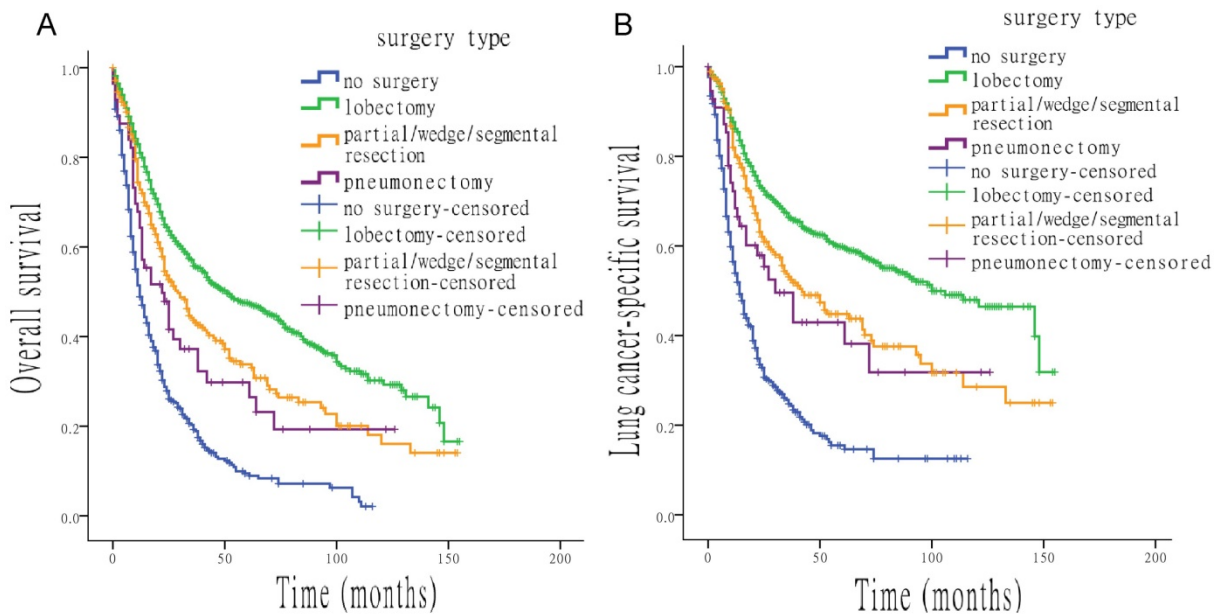 A
surgery type
no surgery
lobectomy
partial/wedge/segmental
resection
pneumonectomy
no surgery-censored
lobectomy-censored
partial/wedge/segmental
resection-censored
pneumonectomy-censored
Overall survival
1.0
0.8
0.6
0.4
0.2
0.0
0
50
100
150
200
Time (months)
B
surgery type
no surgery
lobectomy
partial/wedge/segmental
resection
pneumonectomy
no surgery-censored
lobectomy-censored
partial/wedge/segmental
resection-censored
pneumonectomy-censored
Lung cancer-specific survival
1.0
0.8
0.6
0.4
0.2
0.0
0
50
100
150
200
Time (months)